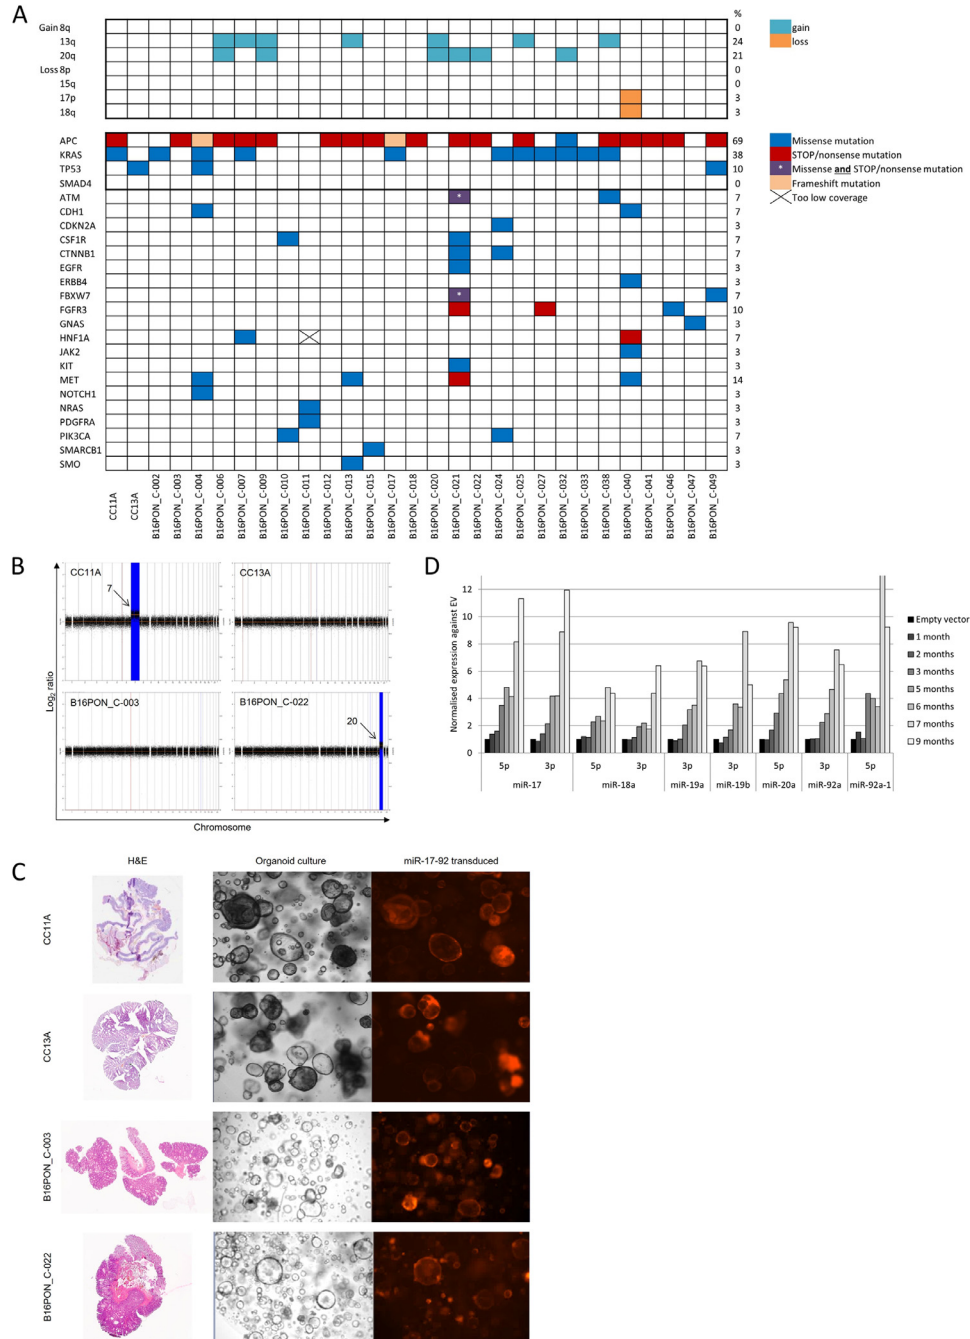 A
%
Gain 8q 0
13q 24
20q 21
Loss 8p 0
15q 0
17p 3
18q 3
gain
loss
APC 69
KRAS 38
TP53 10
SMAD4 0
ATM * 7
CDH1 7
CDKN2A 3
CSF1R 7
CTNNB1 7
EGFR 3
ERBB4 3
FBXW7 * 7
FGFR3 10
GNAS 3
HNF1A 7
JAK2 3
KIT 3
MET 14
NOTCH1 3
NRAS 3
PDGFRA 3
PIK3CA 7
SMARCB1 3
SMO 3
Missense mutation
STOP/nonsense mutation
* Missense and STOP/nonsense mutation
Frameshift mutation
Too low coverage
CC11A
CC13A
B16PON_C-002
B16PON_C-003
B16PON_C-004
B16PON_C-006
B16PON_C-007
B16PON_C-009
B16PON_C-010
B16PON_C-011
B16PON_C-012
B16PON_C-013
B16PON_C-015
B16PON_C-017
B16PON_C-018
B16PON_C-020
B16PON_C-021
B16PON_C-022
B16PON_C-024
B16PON_C-025
B16PON_C-027
B16PON_C-032
B16PON_C-033
B16PON_C-038
B16PON_C-040
B16PON_C-041
B16PON_C-046
B16PON_C-047
B16PON_C-049
B
CC11A
7
CC13A
B16PON_C-003
B16PON_C-022
20
Log2 ratio
Chromosome
D
Normalised expression against EV
12
10
8
6
4
2
0
5p 3p 5p 3p 3p 3p 5p 3p 5p
miR-17 miR-18a miR-19a miR-19b miR-20a miR-92a miR-92a-1
Empty vector
1 month
2 months
3 months
5 months
6 months
7 months
9 months
C
H&E
Organoid culture
miR-17-92 transduced
CC11A
CC13A
B16PON_C-003
B16PON_C-022